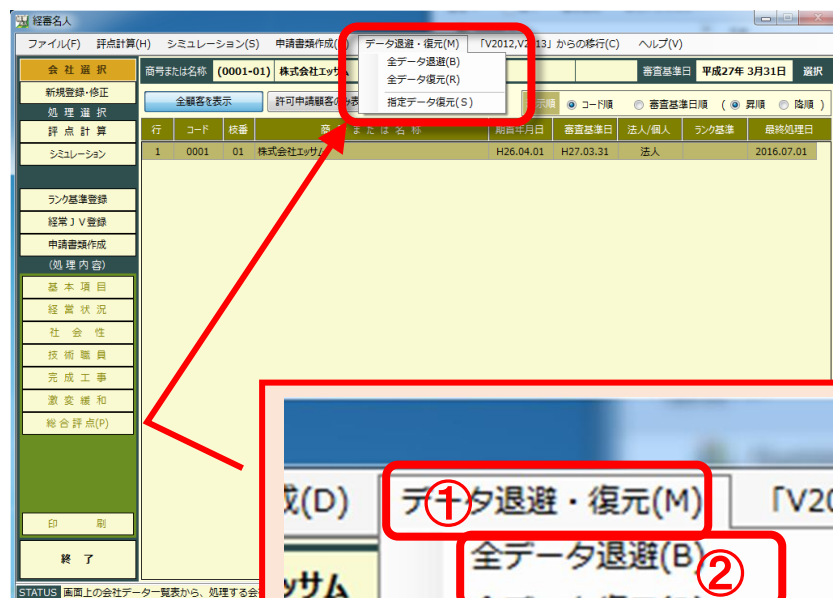 経審名人
ファイル(F) 評点計算(H) シミュレーション(S) 申請書類作成( データ退避・復元(M) 「V2012,V2013」からの移行(C) ヘルプ(V)
全データ退避(B)
全データ復元(R)
指定データ復元(S)
会 社 選 択 商号または名称 (0001-01) 株式会社エッサム 審査基準日 平成27年 3月31日 選択
新規登録・修正
全顧客を表示 許可申請顧客のみ表 示順 コード順 審査基準日順 ( 昇順 降順 )
処 理 選 択
評 点 計 算
行 コード 枝番 商 または名称 期首年月日 審査基準日 法人/個人 ランク基準 最終処理日
シミュレーション
1 0001 01 株式会社エッサム H26.04.01 H27.03.31 法人 2016.07.01
ランク基準登録
経常JV登録
申請書類作成
(処理内容)
基 本 項 目
経 営 状 況
社 会 性
技 術 職 員
完 成 工 事
激 変 緩 和
総合評点(P)
印 刷
終 了
STATUS 画面上の会社データ一覧表から、処理する会
成(D) ①データ退避・復元(M) 「V20
全データ退避(B) ②
ッサム